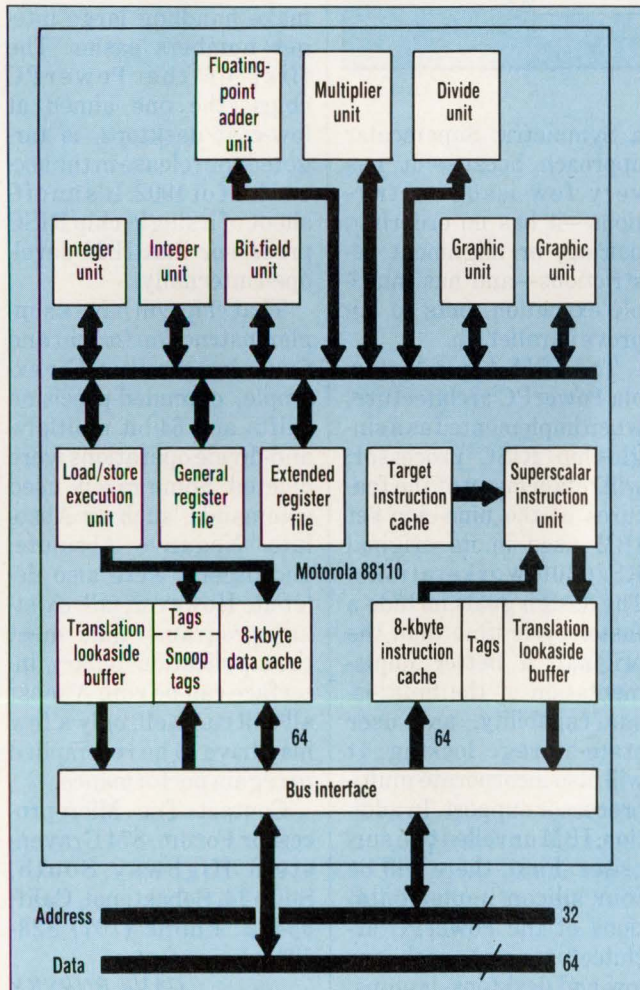 Floating-
point
adder
unit
Multiplier
unit
Divide
unit
Integer
unit
Integer
unit
Bit-field
unit
Graphic
unit
Graphic
unit
Load/store
execution
unit
General
register
file
Extended
register file
Target
instruction
cache
Superscalar
instruction
unit
Motorola 88110
Translation
lookaside
buffer
Tags
Snoop
tags
8-kbyte
data cache
8-kbyte
instruction
cache
Tags
Translation
lookaside
buffer
64
64
Bus interface
Address
32
Data
64